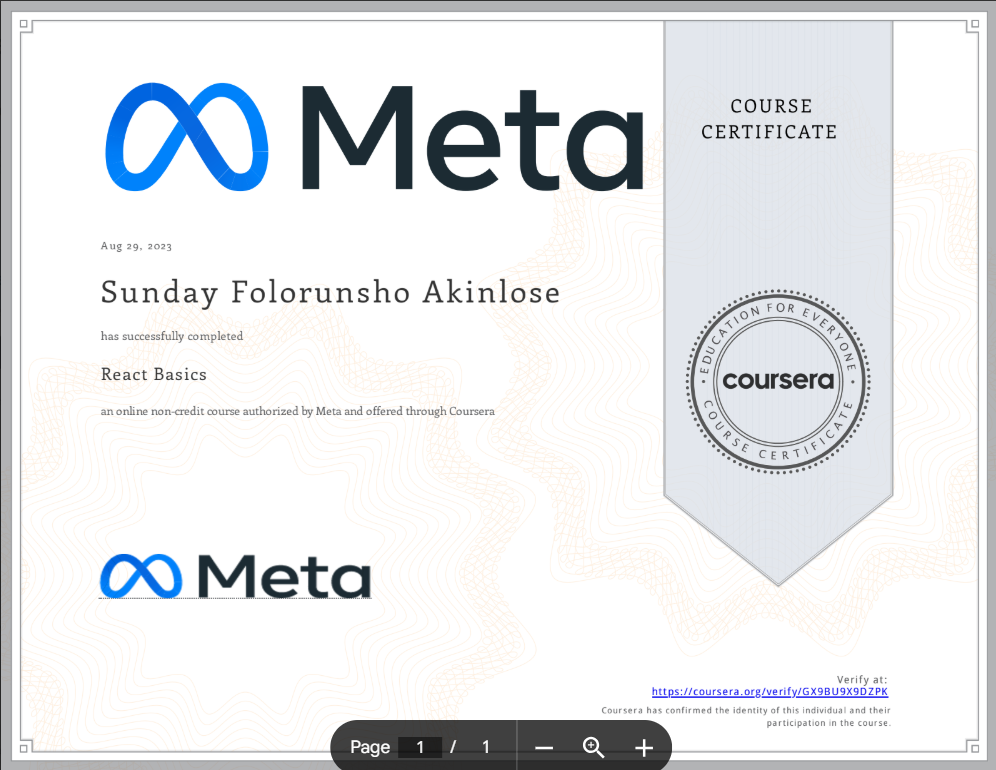 Meta
COURSE
CERTIFICATE
Aug 29, 2023
Sunday Folorunsho Akinlose
has successfully completed
React Basics
an online non-credit course authorized by Meta and offered through Coursera
EDUCATION FOR EVERYONE
coursera
COURSE CERTIFICATE
Meta
Verify at:
https://coursera.org/verify/GX9BU9X9DZPK
Coursera has confirmed the identity of this individual and their
participation in the course.
Page 1 / 1